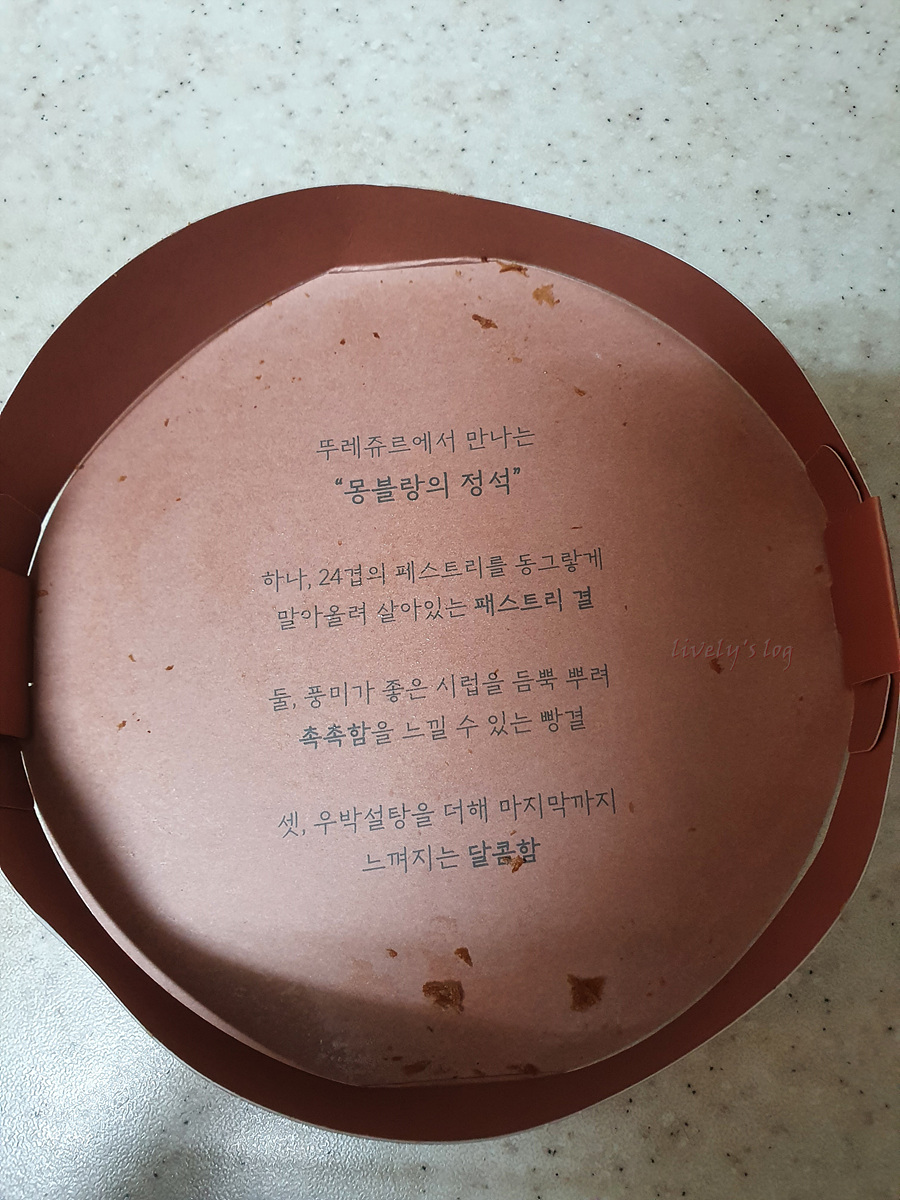 뚜레쥬르에서 만나는
“몽블랑의 정석”
하나, 24겹의 페스트리를 동그랗게
말아올려 살아있는 패스트리 결
둘, 풍미가 좋은 시럽을 듬뿍 뿌려
촉촉함을 느낄 수 있는 빵결
셋, 우박설탕을 더해 마지막까지
느껴지는 달콤함
lively's log